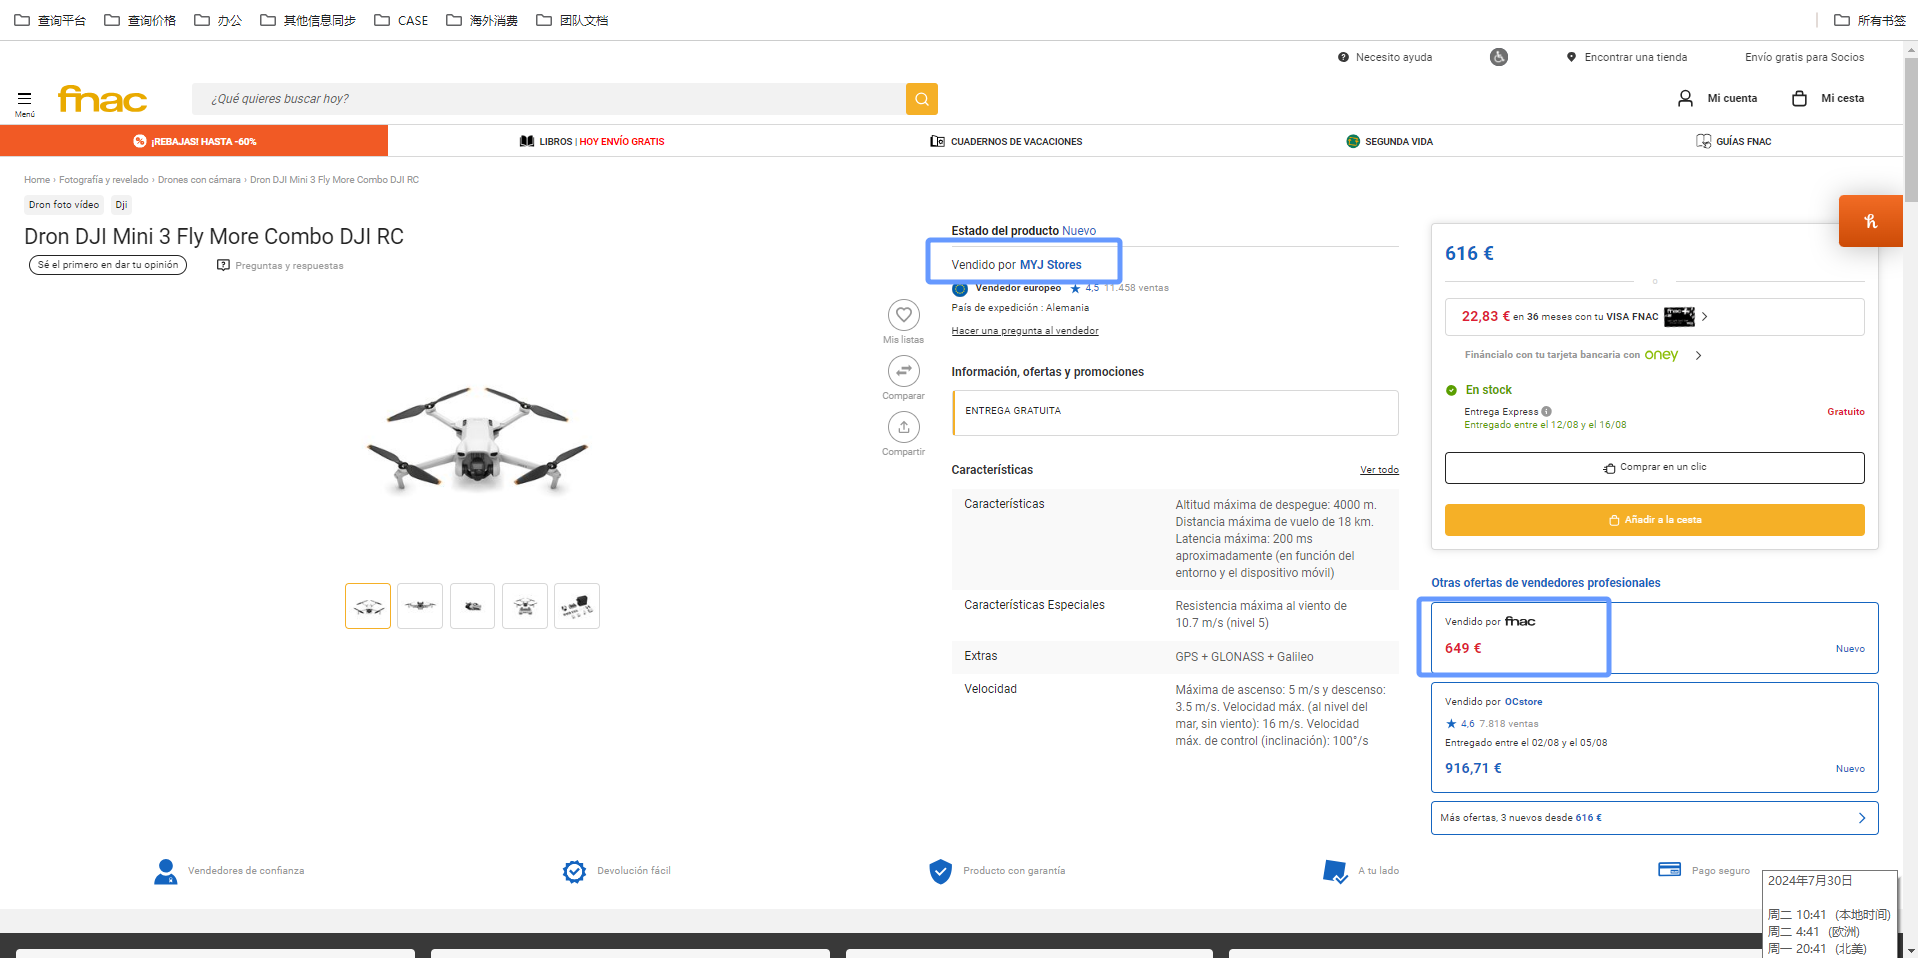 查询平台
查询价格
办公
其他信息同步
CASE
海外消费
团队文档
所有书签
Necesito ayuda
Encontrar una tienda
Envío gratis para Socios
Menú
fnac
¿Qué quieres buscar hoy?
Mi cuenta
Mi cesta
¡REBAJAS! HASTA -60%
LIBROS | HOY ENVÍO GRATIS
CUADERNOS DE VACACIONES
SEGUNDA VIDA
GUÍAS FNAC
Home › Fotografía y revelado › Drones con cámara › Dron DJI Mini 3 Fly More Combo DJI RC
Dron foto vídeo
Dji
Dron DJI Mini 3 Fly More Combo DJI RC
Sé el primero en dar tu opinión
Preguntas y respuestas
Mis listas
Comparar
Compartir
Estado del producto Nuevo
Vendido por MYJ Stores
Vendedor europeo ★ 4,5 11.458 ventas
País de expedición : Alemania
Hacer una pregunta al vendedor
Información, ofertas y promociones
ENTREGA GRATUITA
Características
Ver todo
Características
Altitud máxima de despegue: 4000 m.
Distancia máxima de vuelo de 18 km.
Latencia máxima: 200 ms
aproximadamente (en función del
entorno y el dispositivo móvil)
Características Especiales
Resistencia máxima al viento de
10.7 m/s (nivel 5)
Extras
GPS + GLONASS + Galileo
Velocidad
Máxima de ascenso: 5 m/s y descenso:
3.5 m/s. Velocidad máx. (al nivel del
mar, sin viento): 16 m/s. Velocidad
máx. de control (inclinación): 100°/s
616 €
o
22,83 € en 36 meses con tu VISA FNAC
Fináncialo con tu tarjeta bancaria con oney
En stock
Entrega Express
Gratuito
Entregado entre el 12/08 y el 16/08
Comprar en un clic
Añadir a la cesta
Otras ofertas de vendedores profesionales
Vendido por fnac
649 €
Nuevo
Vendido por OCstore
★ 4,6 7.818 ventas
Entregado entre el 02/08 y el 05/08
916,71 €
Nuevo
Más ofertas, 3 nuevos desde 616 €
Vendedores de confianza
Devolución fácil
Producto con garantía
A tu lado
Pago seguro
2024年7月30日
周二 10:41 (本地时间)
周二 4:41 (欧洲)
周一 20:41 (北美)